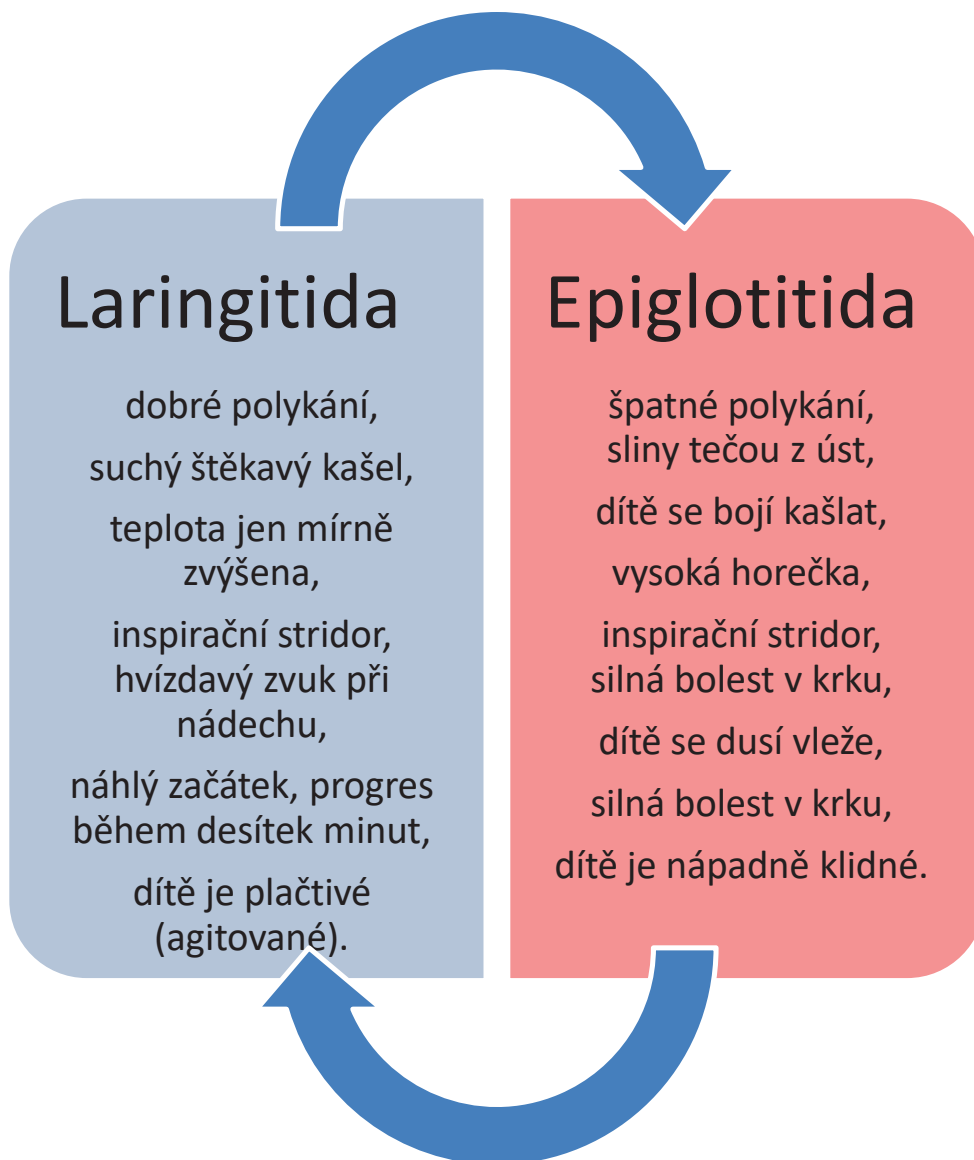 Laringitida
dobré polykání,
suchý štěkavý kašel,
teplota jen mírně
zvýšena,
inspirační stridor,
hvízdavý zvuk při
nádechu,
náhlý začátek, progres
během desítek minut,
dítě je plačtivé
(agitované).
Epiglotitida
špatné polykání,
sliny tečou z úst,
dítě se bojí kašlat,
vysoká horečka,
inspirační stridor,
silná bolest v krku,
dítě se dusí vleže,
silná bolest v krku,
dítě je nápadně klidné.